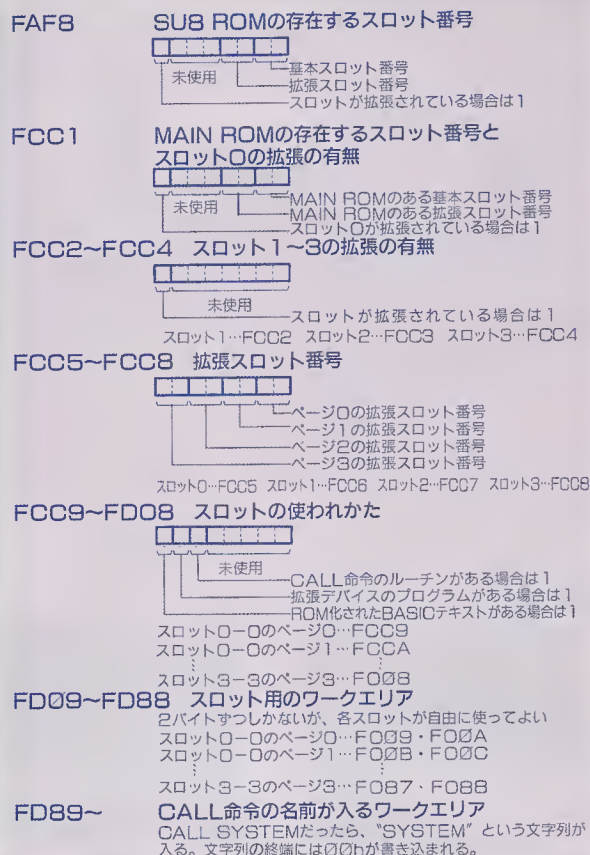 FAF8 SU8 ROMの存在するスロット番号
未使用
基本スロット番号
拡張スロット番号
スロットが拡張されている場合は1
FCC1 MAIN ROMの存在するスロット番号と
スロット0の拡張の有無
未使用
MAIN ROMのある基本スロット番号
MAIN ROMのある拡張スロット番号
スロット0が拡張されている場合は1
FCC2~FCC4 スロット1~3の拡張の有無
未使用
スロットが拡張されている場合は1
スロット1…FCC2 スロット2…FCC3 スロット3…FCC4
FCC5~FCC8 拡張スロット番号
ページ0の拡張スロット番号
ページ1の拡張スロット番号
ページ2の拡張スロット番号
ページ3の拡張スロット番号
スロット0…FCC5 スロット1…FCC6 スロット2…FCC7 スロット3…FCC8
FCC9~FD08 スロットの使われかた
未使用
CALL命令のルーチンがある場合は1
拡張デバイスのプログラムがある場合は1
ROM化されたBASICテキストがある場合は1
スロット0-0のページ0…FCC9
スロット0-0のページ1…FCCA
スロット3-3のページ3…FD08
FDØ9~FD88 スロット用のワークエリア
2バイトずつしかないが、各スロットが自由に使ってよい
スロット0-0のページ0…FDØ9・FDØA
スロット0-0のページ1…FDØB・FDØC
スロット3-3のページ3…FD87、FD88
FD89~ CALL命令の名前が入るワークエリア
CALL SYSTEMだったら、"SYSTEM"という文字列が
入る。文字列の終端にはØØhが書き込まれる。